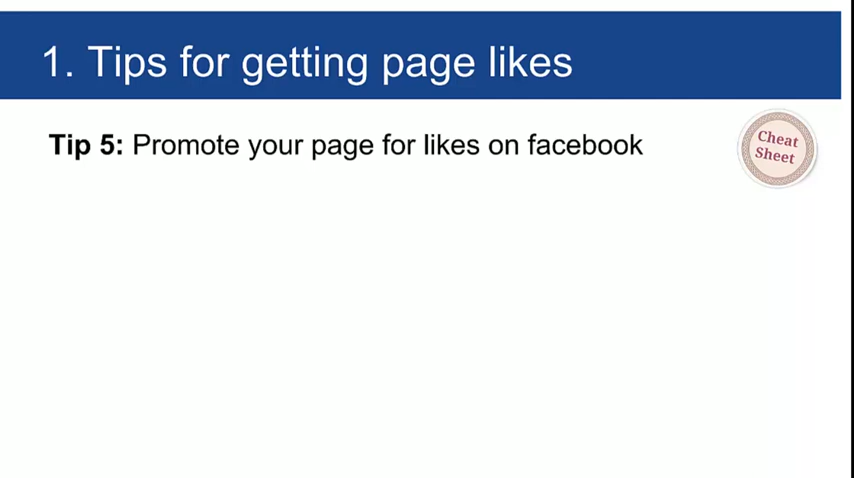 1. Tips for getting page likes
Tip 5: Promote your page for likes on facebook
Cheat
Sheet